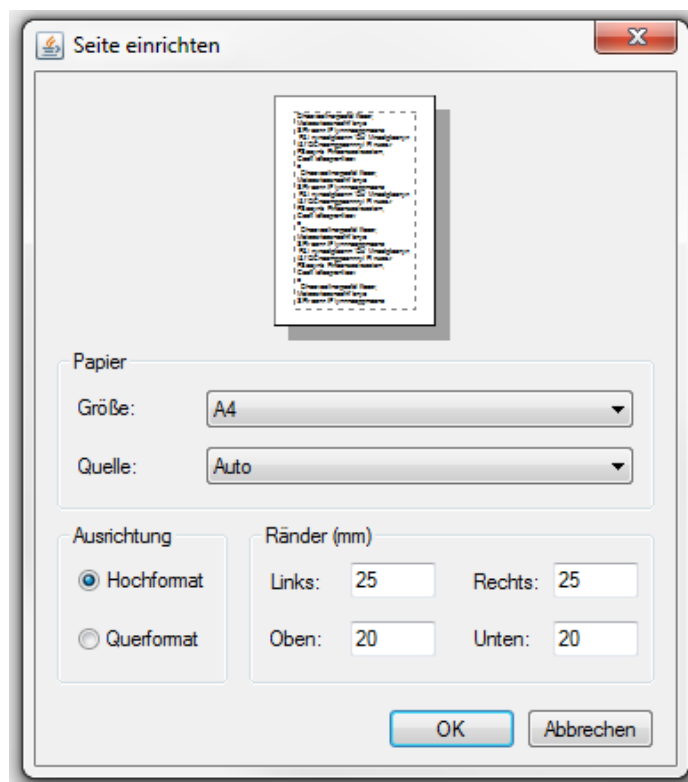 Seite einrichten
Papier
Größe: A4
Quelle: Auto
Ausrichtung
Hochformat
Querformat
Ränder (mm)
Links: 25 Rechts: 25
Oben: 20 Unten: 20
OK Abbrechen